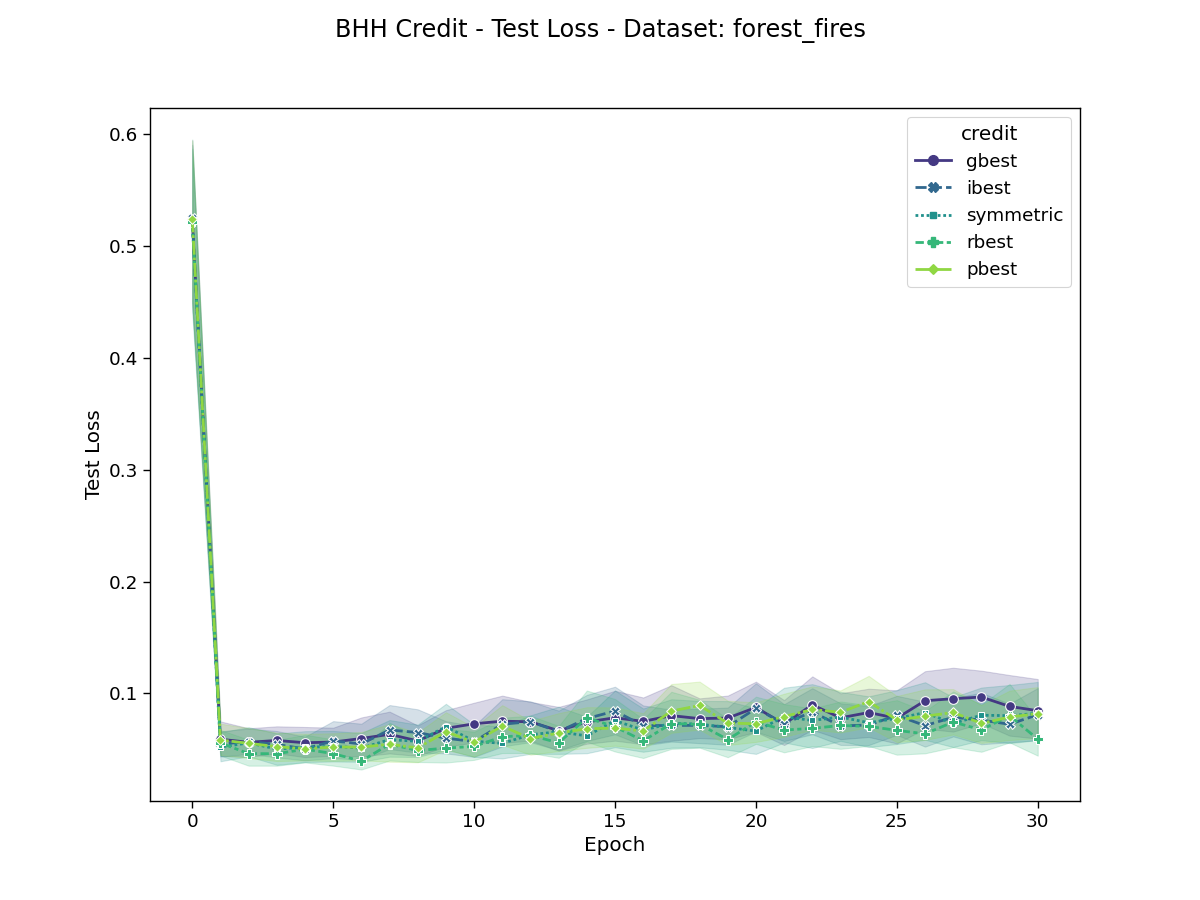 BHH Credit - Test Loss - Dataset: forest_fires
credit
gbest
ibest
symmetric
rbest
pbest
Test Loss
0.6
0.5
0.4
0.3
0.2
0.1
0 5 10 15 20 25 30
Epoch